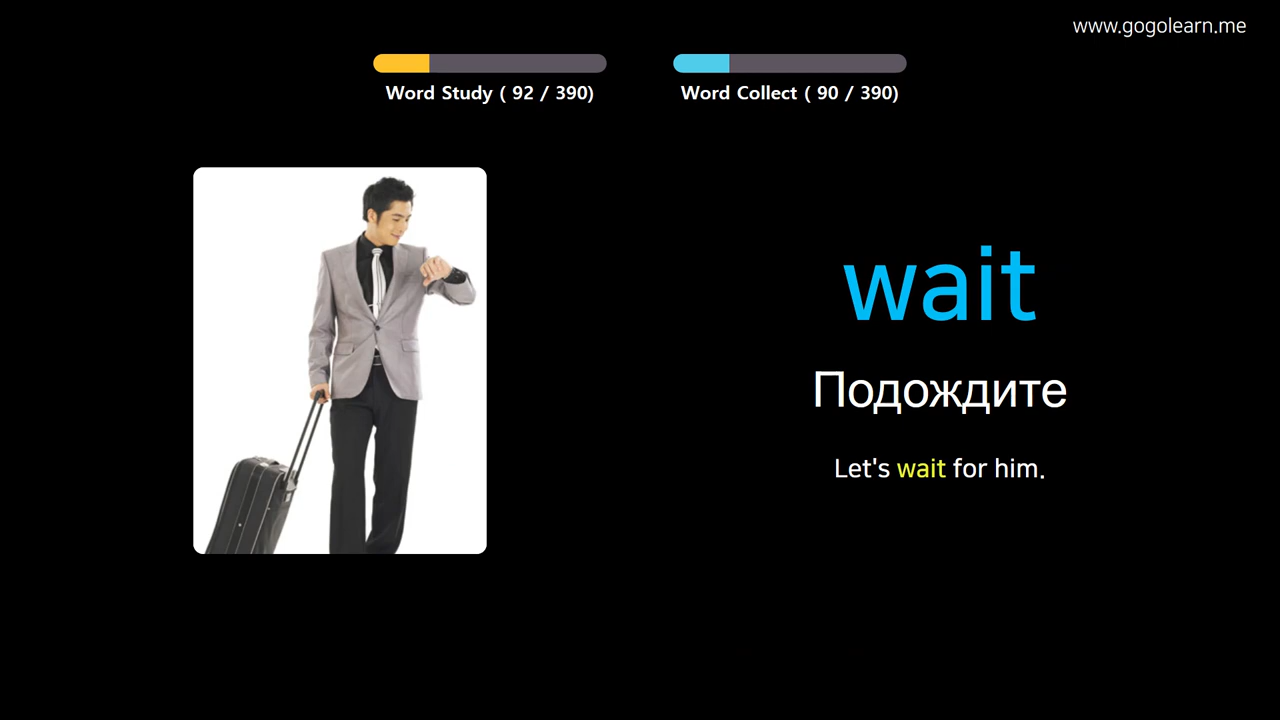 www.gogolearn.me
Word Study ( 92 / 390)
Word Collect ( 90 / 390)
wait
Подождите
Let's wait for him.